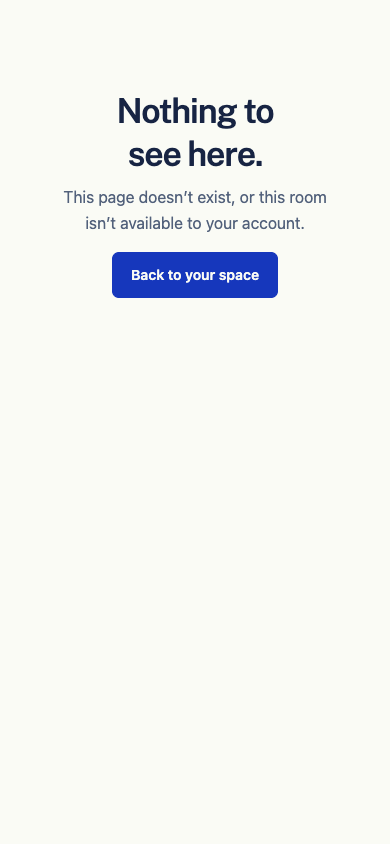 Nothing to
see here.
This page doesn’t exist, or this room
isn’t available to your account.
Back to your space